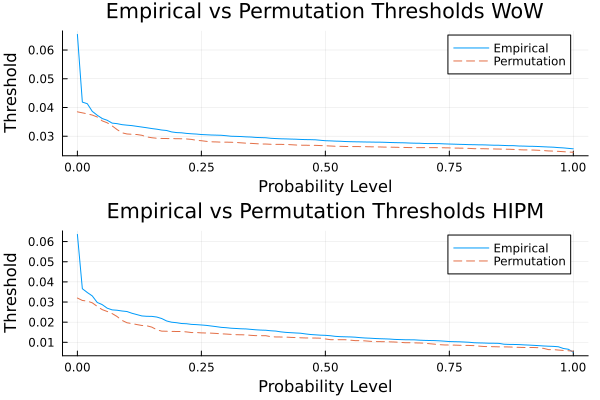 Empirical vs Permutation Thresholds WoW
Threshold
0.06
0.05
0.04
0.03
Empirical
Permutation
0.00 0.25 0.50 0.75 1.00
Probability Level
Empirical vs Permutation Thresholds HIPM
Threshold
0.06
0.05
0.04
0.03
0.02
0.01
Empirical
Permutation
0.00 0.25 0.50 0.75 1.00
Probability Level